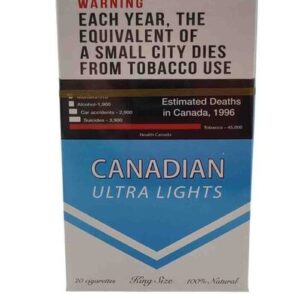 WARNING
EACH YEAR, THE
EQUIVALENT OF
A SMALL CITY DIES
FROM TOBACCO USE
Estimated Deaths
in Canada, 1996
Alcohol-1,900
Car accidents - 2,900
Suicides - 3,900
Tobacco - 45,000
Health Canada
CANADIAN
ULTRA LIGHTS
20 cigarettes King Size 100% Natural